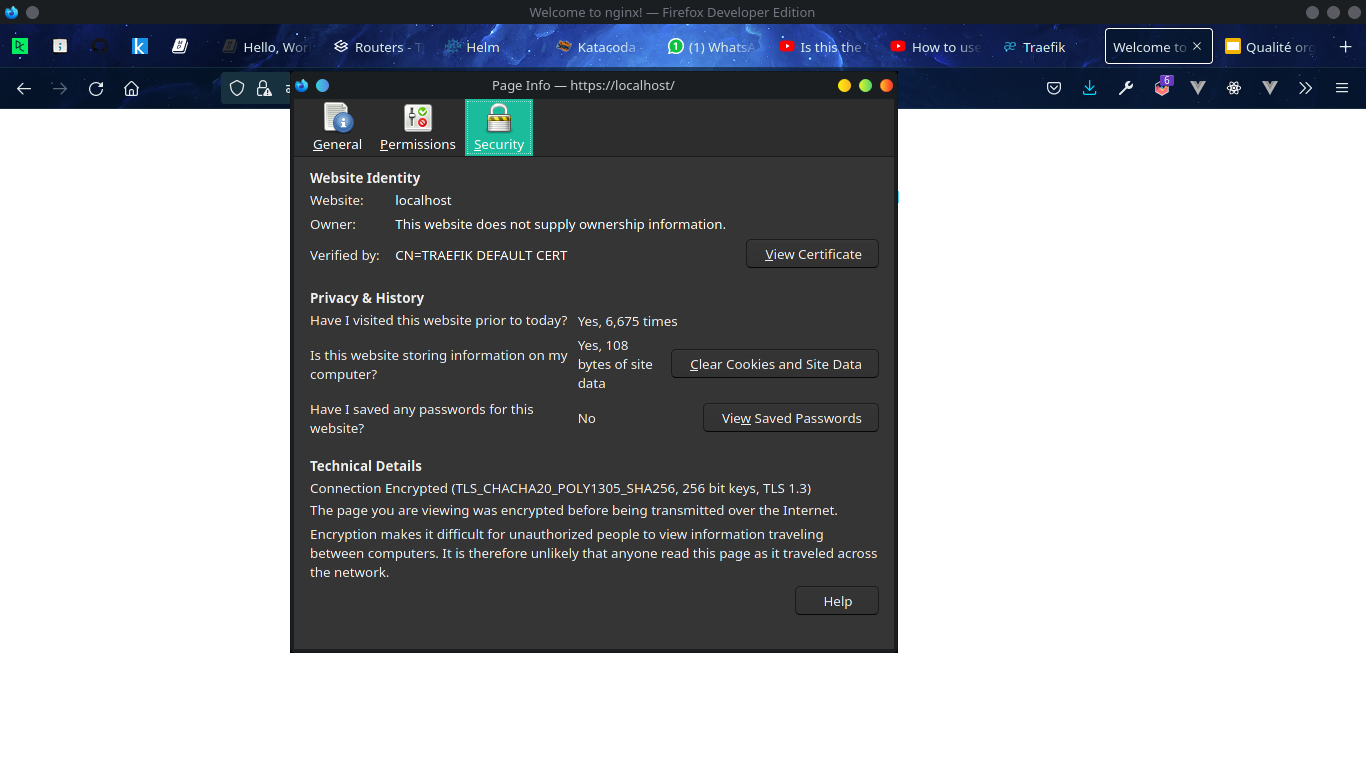 Welcome to nginx! — Firefox Developer Edition
Hello, Wor
Routers - T
Helm
Katacoda -
(1) WhatsA
Is this the
How to use
Traefik
Welcome to
Qualité org
6
Page Info — https://localhost/
General
Permissions
Security
Website Identity
Website: localhost
Owner: This website does not supply ownership information.
Verified by: CN=TRAEFIK DEFAULT CERT
View Certificate
Privacy & History
Have I visited this website prior to today? Yes, 6,675 times
Is this website storing information on my
computer?
Yes, 108
bytes of site
data
Clear Cookies and Site Data
Have I saved any passwords for this
website?
No
View Saved Passwords
Technical Details
Connection Encrypted (TLS_CHACHA20_POLY1305_SHA256, 256 bit keys, TLS 1.3)
The page you are viewing was encrypted before being transmitted over the Internet.
Encryption makes it difficult for unauthorized people to view information traveling
between computers. It is therefore unlikely that anyone read this page as it traveled across
the network.
Help